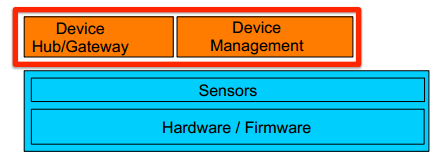 Device
Hub/Gateway
Device
Management
Sensors
Hardware / Firmware